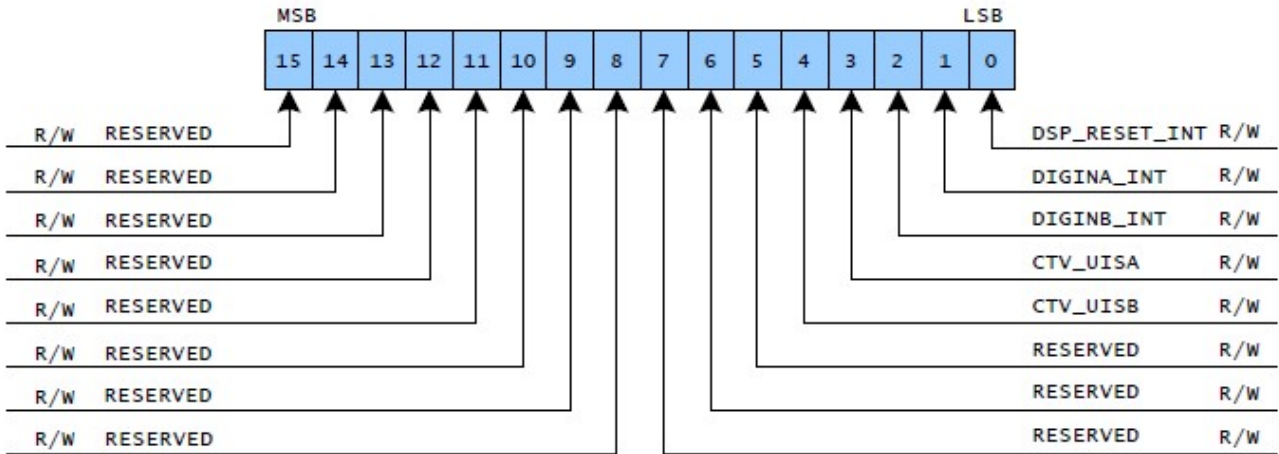 MSB LSB
15 14 13 12 11 10 9 8 7 6 5 4 3 2 1 0
R/W RESERVED DSP_RESET_INT R/W
R/W RESERVED DIGINA_INT R/W
R/W RESERVED DIGINB_INT R/W
R/W RESERVED CTV_UISA R/W
R/W RESERVED CTV_UISB R/W
R/W RESERVED RESERVED R/W
R/W RESERVED RESERVED R/W
R/W RESERVED RESERVED R/W